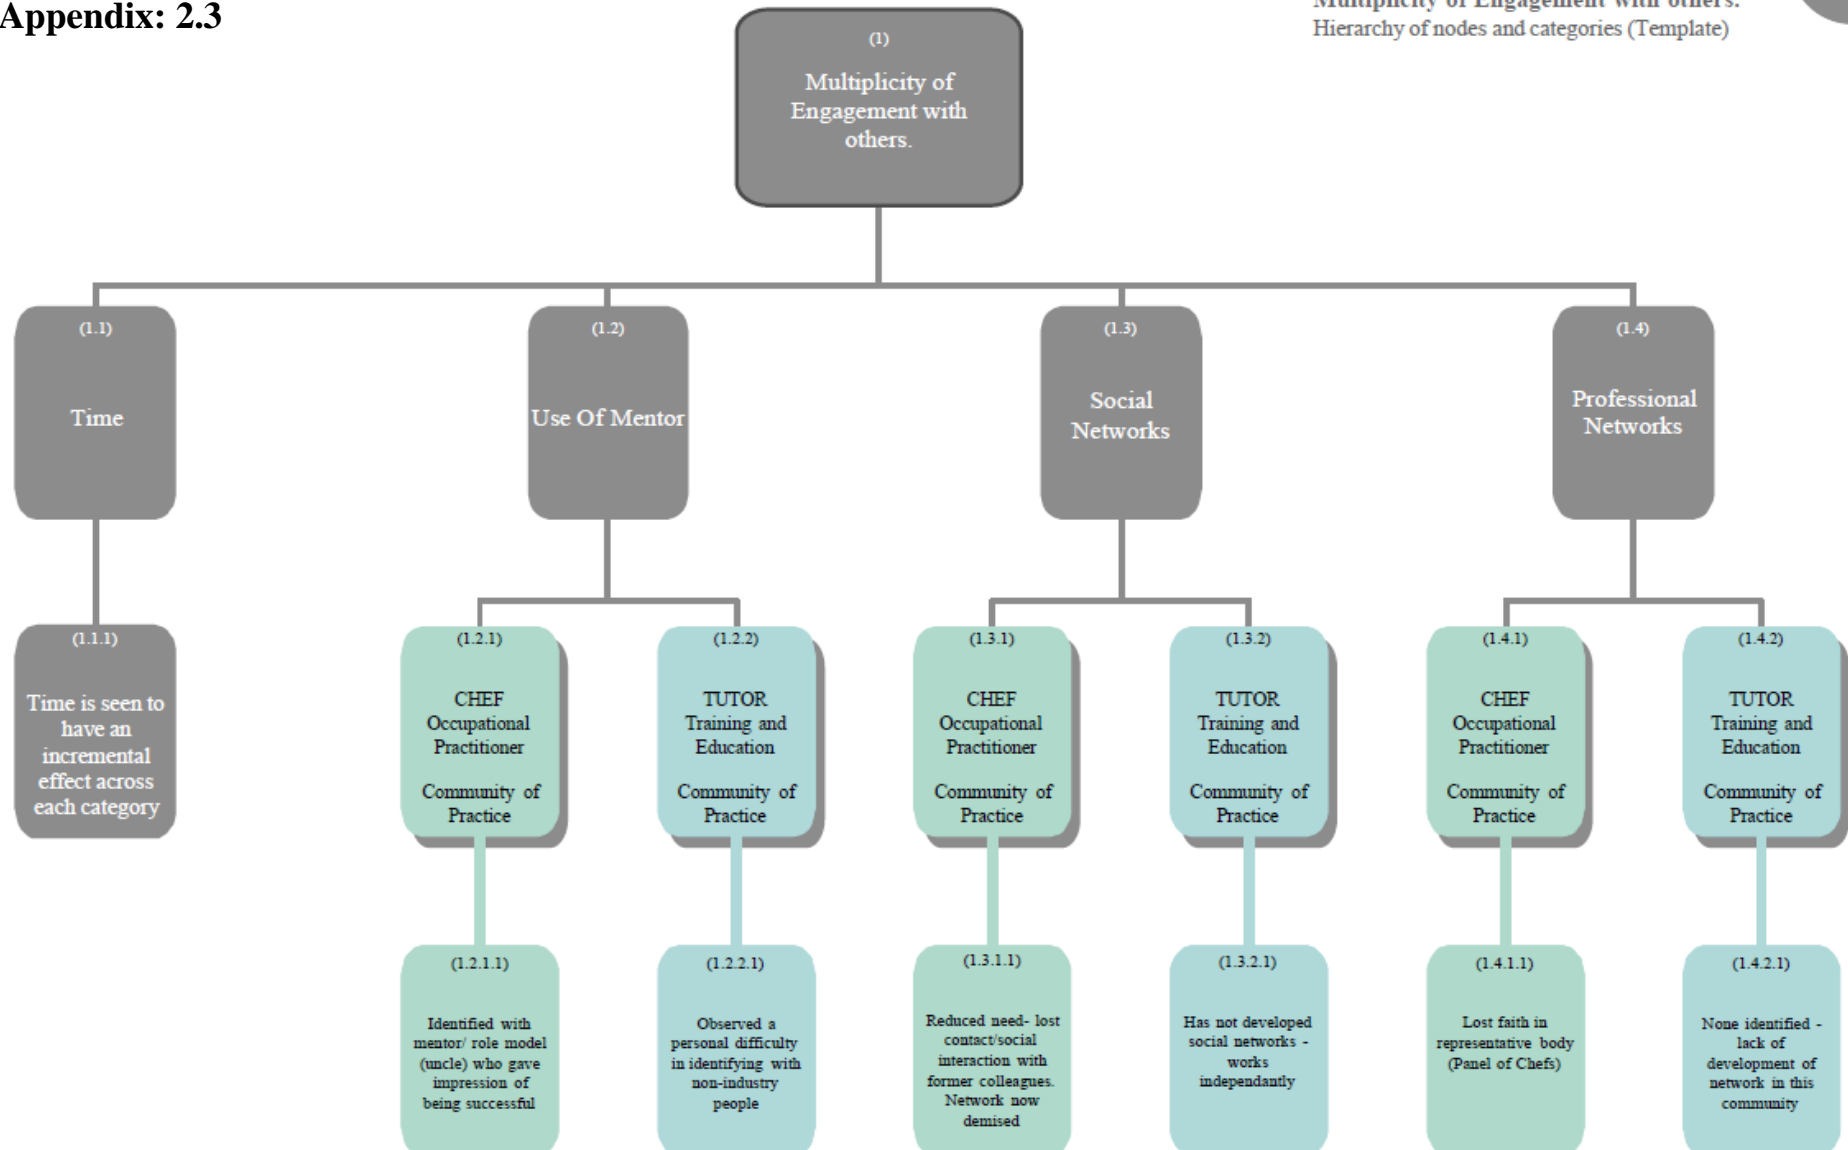 Appendix: 2.3
Multiplicity of Engagement with others.
Hierarchy of nodes and categories (Template)
(1)
Multiplicity of
Engagement with
others.
(1.1)
Time
(1.2)
Use Of Mentor
(1.3)
Social
Networks
(1.4)
Professional
Networks
(1.1.1)
Time is seen to
have an
incremental
effect across
each category
(1.2.1)
CHEF
Occupational
Practitioner
Community of
Practice
(1.2.2)
TUTOR
Training and
Education
Community of
Practice
(1.3.1)
CHEF
Occupational
Practitioner
Community of
Practice
(1.3.2)
TUTOR
Training and
Education
Community of
Practice
(1.4.1)
CHEF
Occupational
Practitioner
Community of
Practice
(1.4.2)
TUTOR
Training and
Education
Community of
Practice
(1.2.1.1)
Identified with
mentor/ role model
(uncle) who gave
impression of
being successful
(1.2.2.1)
Observed a
personal difficulty
in identifying with
non-industry
people
(1.3.1.1)
Reduced need- lost
contact/social
interaction with
former colleagues.
Network now
demised
(1.3.2.1)
Has not developed
social networks -
works
independantly
(1.4.1.1)
Lost faith in
representative body
(Panel of Chefs)
(1.4.2.1)
None identified -
lack of
development of
network in this
community